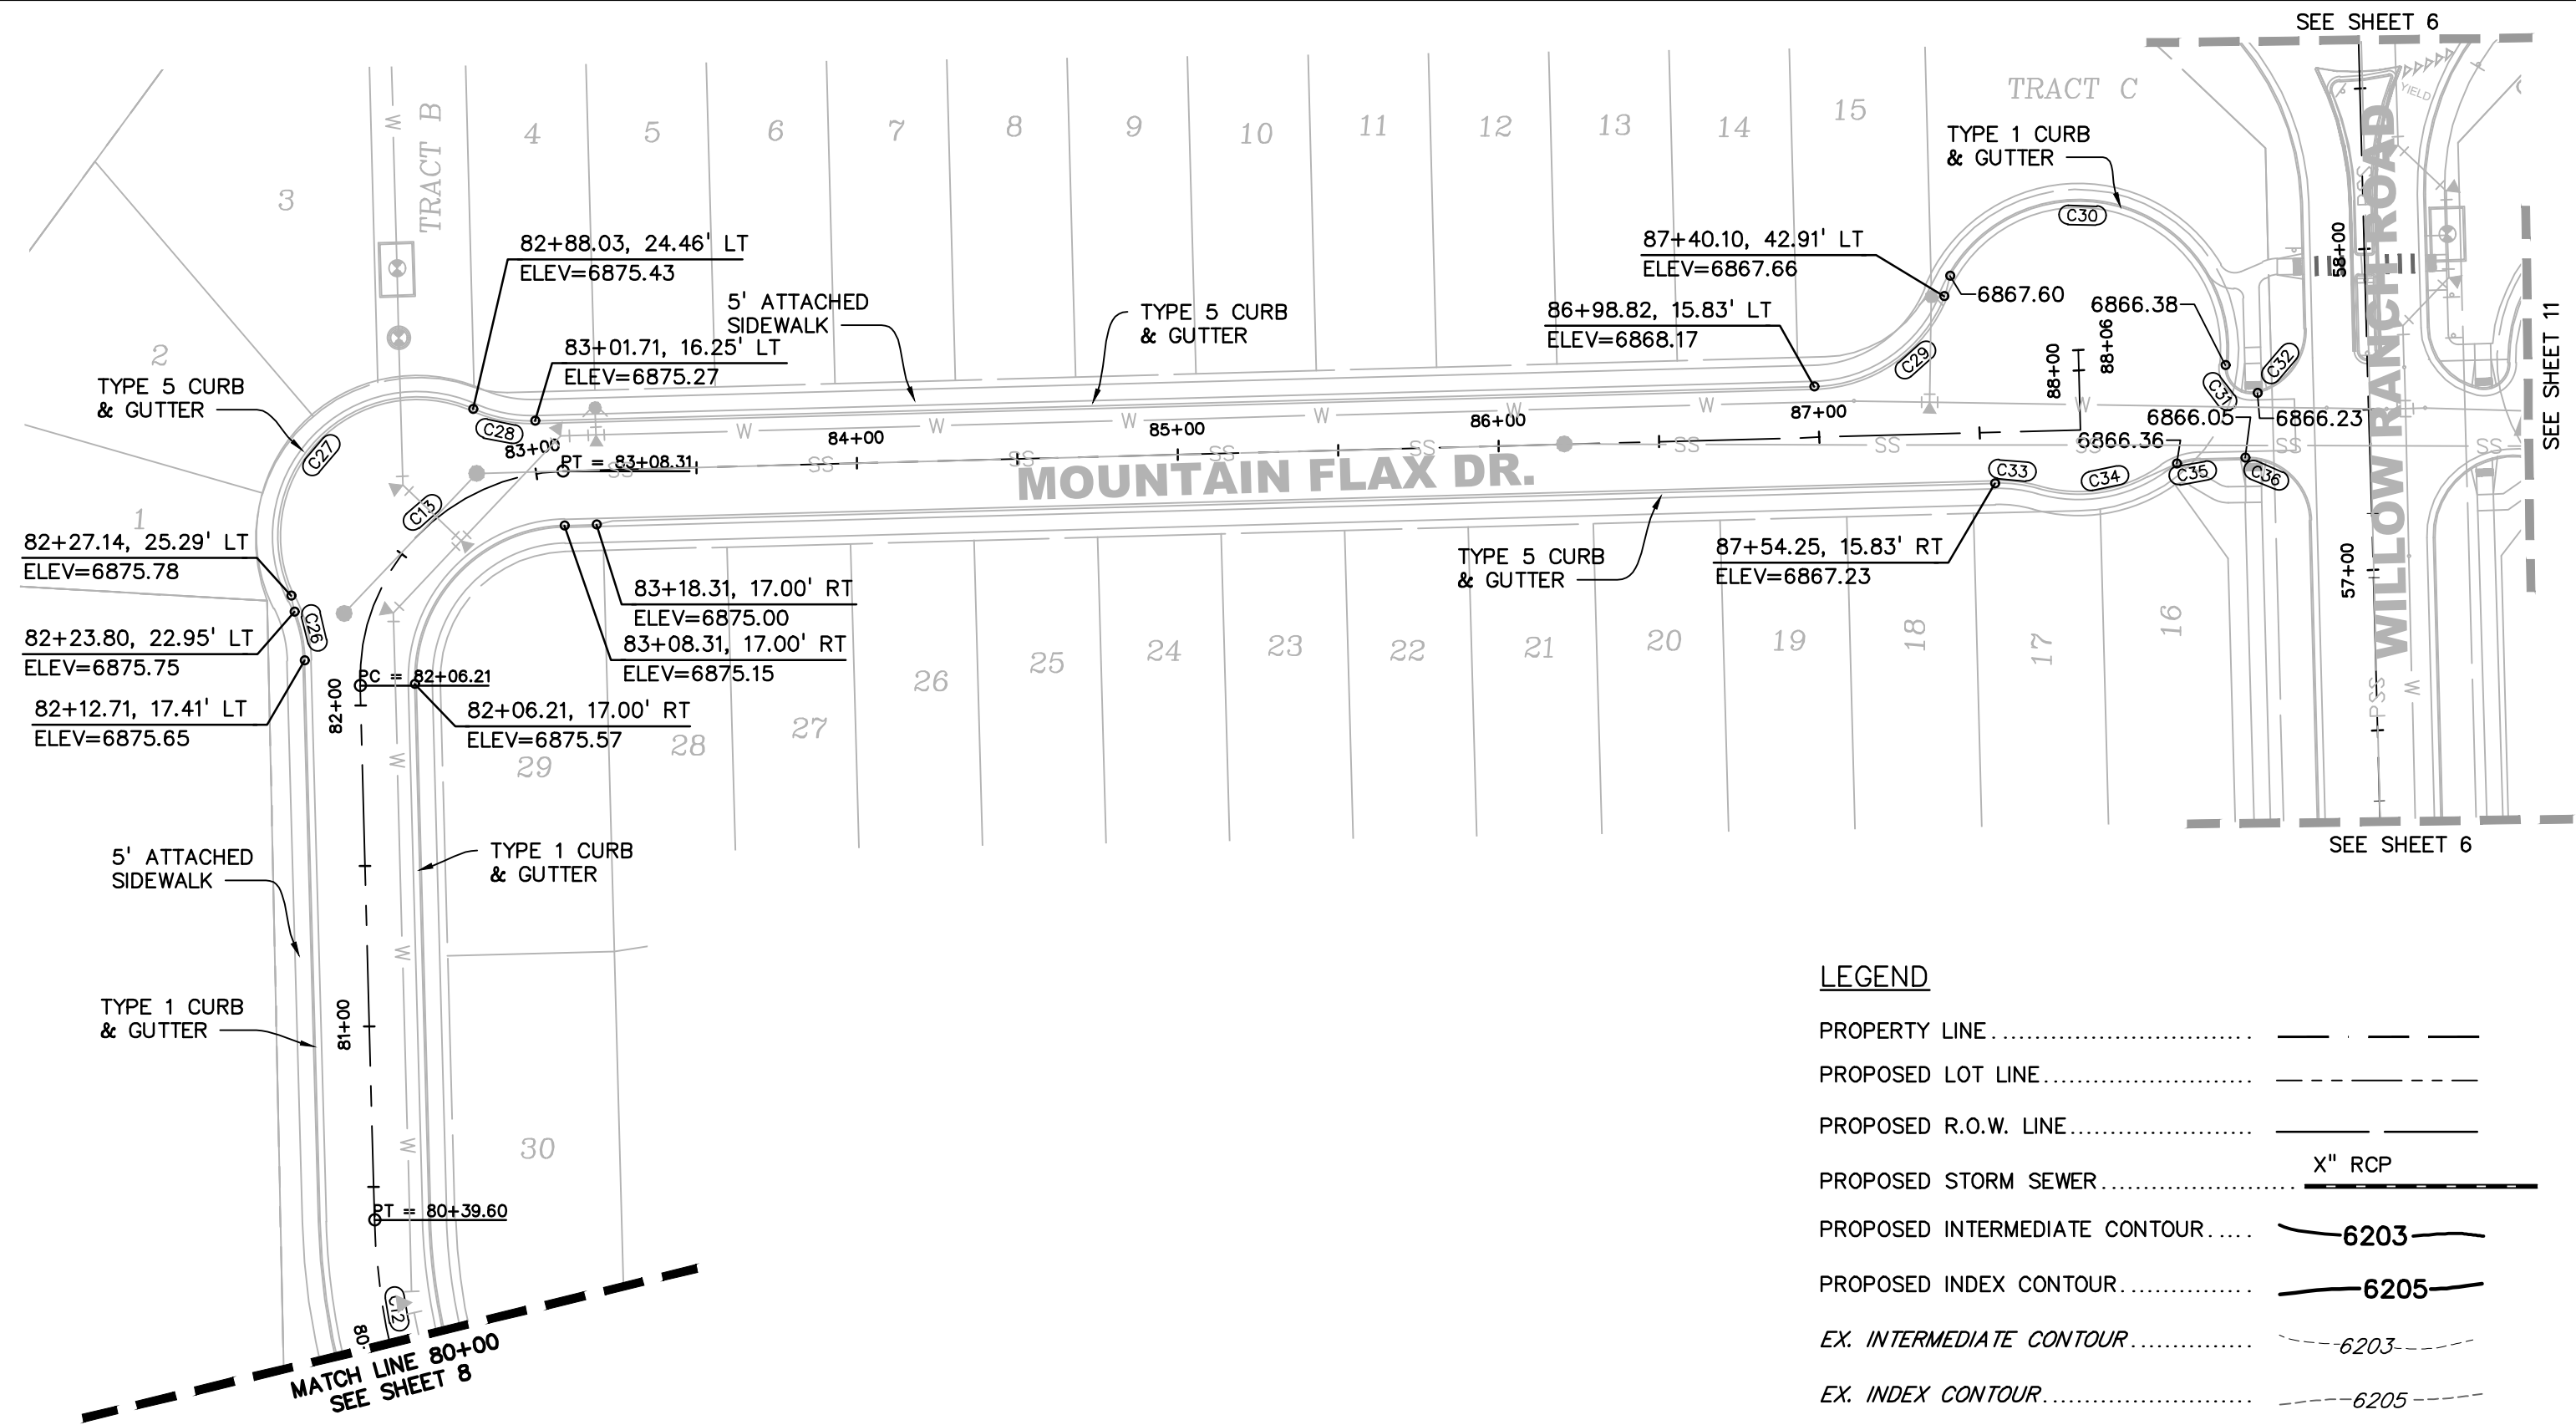 SEE SHEET 6
TRACT C
TYPE 1 CURB
& GUTTER
YIELD
C30
TRACT B
3
4
5
6
7
8
9
10
11
12
13
14
15
82+88.03, 24.46' LT
ELEV=6875.43
83+01.71, 16.25' LT
ELEV=6875.27
5' ATTACHED
SIDEWALK
TYPE 5 CURB
& GUTTER
87+40.10, 42.91' LT
ELEV=6867.66
86+98.82, 15.83' LT
ELEV=6868.17
6867.60
6866.38
88+00
88+06
58+00
WILLOW RANCH ROAD
SEE SHEET 11
2
TYPE 5 CURB
& GUTTER
C27
C28
C29
C31
C32
6866.05
6866.23
6866.36
83+00
84+00
85+00
86+00
87+00
PT = 83+08.31
W
W
W
W
W
W
W
SS
SS
SS
SS
SS
SS
SS
SS
SS
SS
MOUNTAIN FLAX DR.
C33
C34
C35
C36
C13
1
82+27.14, 25.29' LT
ELEV=6875.78
82+23.80, 22.95' LT
ELEV=6875.75
82+12.71, 17.41' LT
ELEV=6875.65
C26
82+00
PC = 82+06.21
82+06.21, 17.00' RT
ELEV=6875.57
83+18.31, 17.00' RT
ELEV=6875.00
83+08.31, 17.00' RT
ELEV=6875.15
TYPE 5 CURB
& GUTTER
87+54.25, 15.83' RT
ELEV=6867.23
57+00
PSS
PSS
W
29
28
27
26
25
24
23
22
21
20
19
18
17
16
SEE SHEET 6
5' ATTACHED
SIDEWALK
TYPE 1 CURB
& GUTTER
TYPE 1 CURB
& GUTTER
81+00
W
W
W
W
30
PT = 80+39.60
C12
80+
MATCH LINE 80+00
SEE SHEET 8
LEGEND
PROPERTY LINE
PROPOSED LOT LINE
PROPOSED R.O.W. LINE
PROPOSED STORM SEWER X" RCP
PROPOSED INTERMEDIATE CONTOUR 6203
PROPOSED INDEX CONTOUR 6205
EX. INTERMEDIATE CONTOUR 6203
EX. INDEX CONTOUR 6205